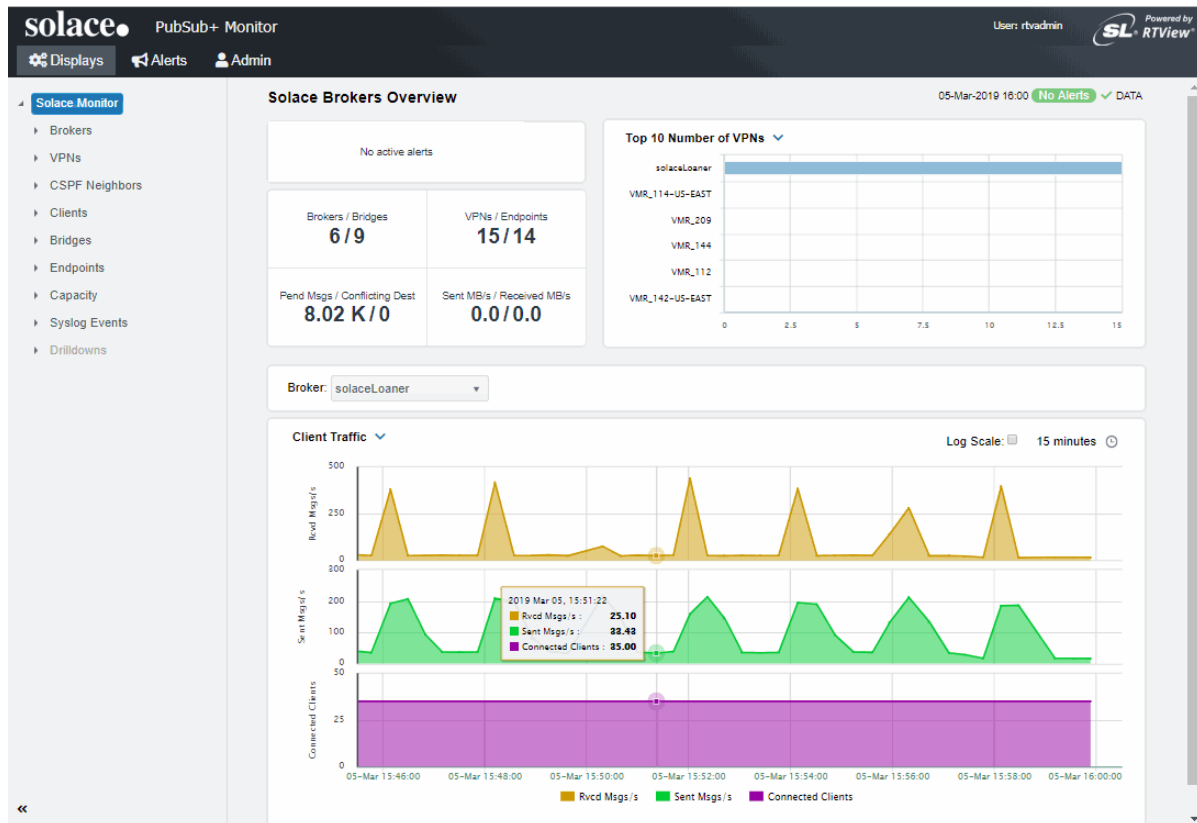 solace PubSub+ Monitor User: rtvadmin SL Powered by RTView
Displays Alerts Admin
Solace Monitor
Brokers
VPNs
CSPF Neighbors
Clients
Bridges
Endpoints
Capacity
Syslog Events
Drilldowns
«
Solace Brokers Overview 05-Mar-2019 16:00 No Alerts DATA
No active alerts
Brokers / Bridges
6/9
VPNs / Endpoints
15/14
Pend Msgs / Conflicting Dest
8.02 K/0
Sent MB/s / Received MB/s
0.0/0.0
Top 10 Number of VPNs
solaceLoaner
VMR_114-US-EAST
VMR_209
VMR_144
VMR_112
VMR_142-US-EAST
0 2.5 5 7.5 10 12.5 15
Broker: solaceLoaner
Client Traffic Log Scale: 15 minutes
Rcvd Msgs/s
500
250
0
Sent Msgs/s
300
200
100
0
Connected Clients
50
25
0
2019 Mar 05, 15:51:22
Rvcd Msgs/s : 25.10
Sent Msgs/s :
Connected Clients : 35.00
05-Mar 15:46:00 05-Mar 15:48:00 05-Mar 15:50:00 05-Mar 15:52:00 05-Mar 15:54:00 05-Mar 15:56:00 05-Mar 15:58:00 05-Mar 16:00:00
Rvcd Msgs/s Sent Msgs/s Connected Clients